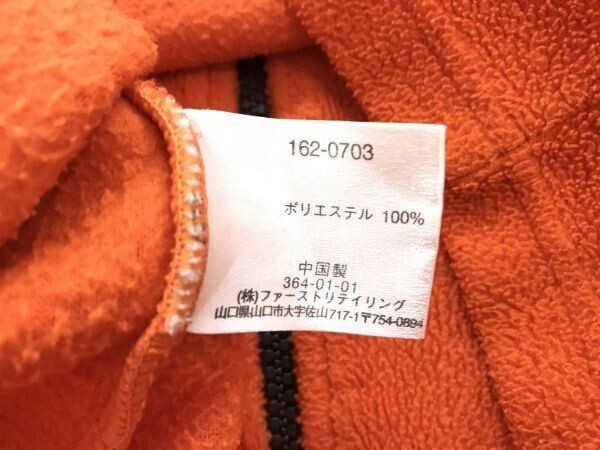 162-0703
ポリエステル 100%
中国製
364-01-01
(株)ファーストリテイリング
山口県山口市大字佐山717-1〒754-0894